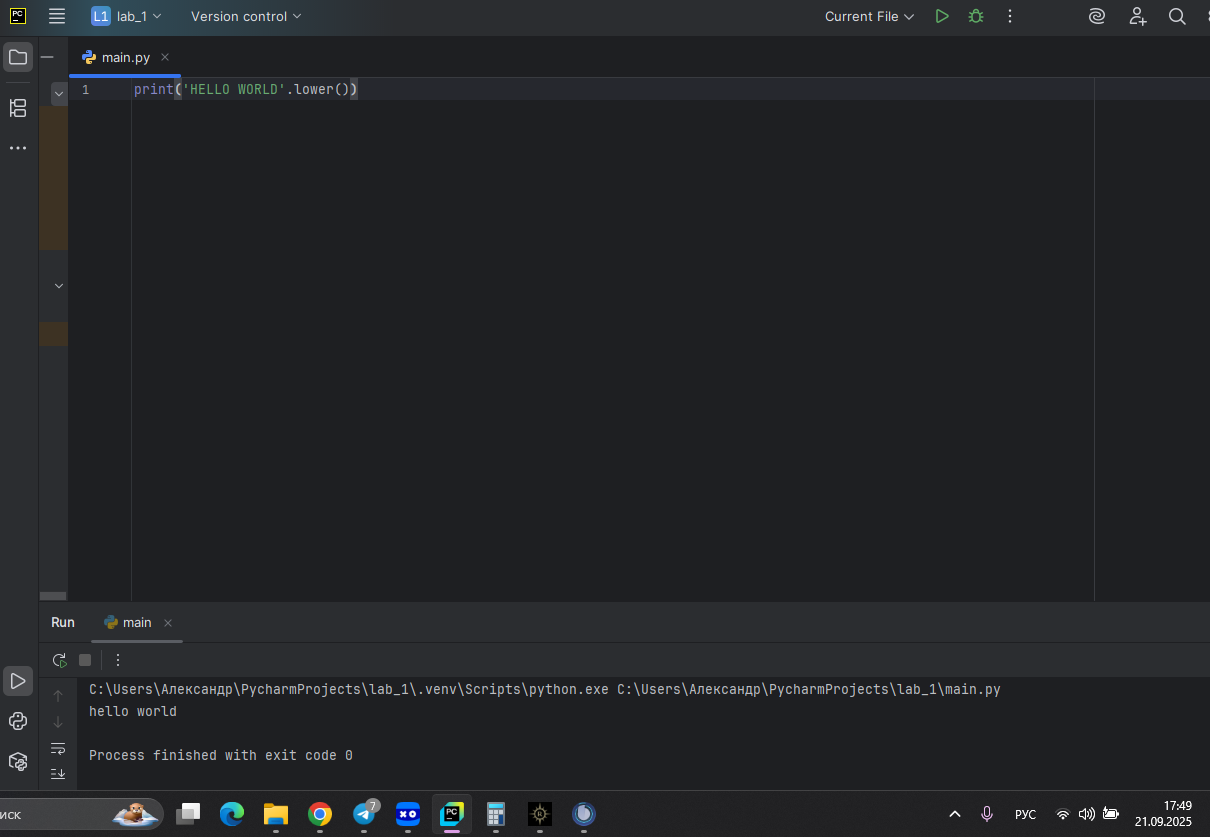 PC L1 lab_1 Version control Current File
main.py
1 print('HELLO WORLD'.lower())
Run main
C:\Users\Александр\PycharmProjects\lab_1\.venv\Scripts\python.exe C:\Users\Александр\PycharmProjects\lab_1\main.py
hello world
Process finished with exit code 0
иск
7
XO
PC
R
РУС
17:49
21.09.2025